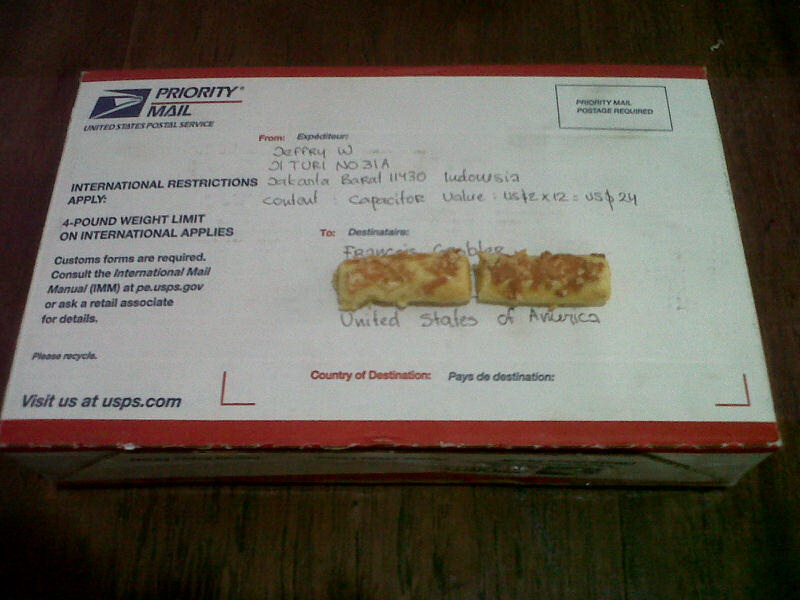 PRIORITY®
MAIL
UNITED STATES POSTAL SERVICE
PRIORITY MAIL
POSTAGE REQUIRED
From: Expéditeur:
Jeffry W
Jl TURI NO 31A
Jakarta Barat 11430 Indonesia
content : Capacitor Value : US$2 x 12 = US$ 24
INTERNATIONAL RESTRICTIONS
APPLY:
4-POUND WEIGHT LIMIT
ON INTERNATIONAL APPLIES
Customs forms are required.
Consult the International Mail
Manual (IMM) at pe.usps.gov
or ask a retail associate
for details.
Please recycle.
Visit us at usps.com
To: Destinataire:
United States of America
Country of Destination: Pays de destination: